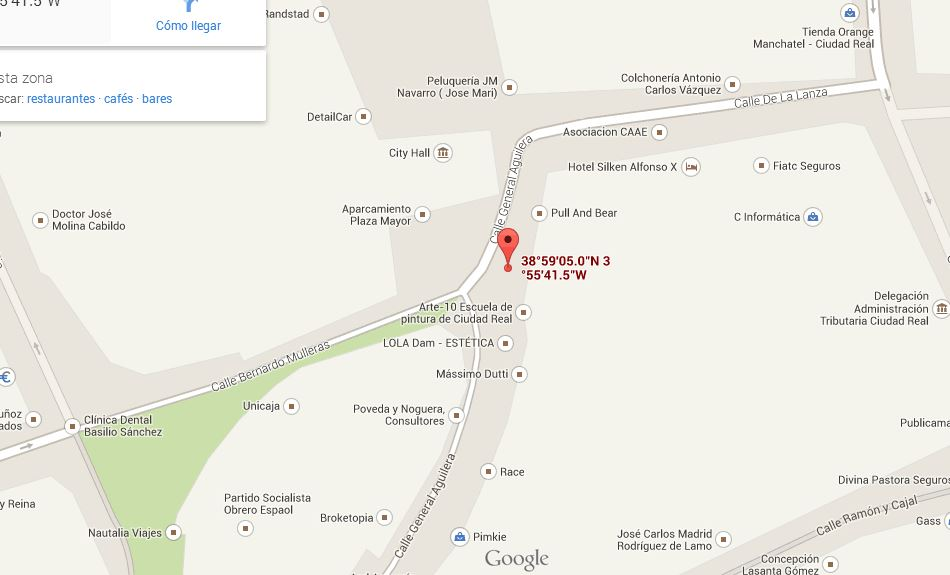 5'41.5"W
Cómo llegar
sta zona
scar: restaurantes · cafés · bares
Randstad
Tienda Orange
Manchatel - Ciudad Real
Peluquería JM
Navarro ( Jose Mari)
Colchonería Antonio
Carlos Vázquez
Calle De La Lanza
DetailCar
Asociacion CAAE
City Hall
Calle General Aguilera
Hotel Silken Alfonso X
Fiatc Seguros
Doctor José
Molina Cabildo
Aparcamiento
Plaza Mayor
Pull And Bear
C Informática
38°59'05.0"N 3
°55'41.5"W
Delegación
Administración
Tributaria Ciudad Real
Arte-10 Escuela de
pintura de Ciudad Real
LOLA Dam - ESTÉTICA
Calle Bernardo Mulleras
Mássimo Dutti
€
Unicaja
Poveda y Noguera,
Consultores
uñoz
ados
Clínica Dental
Basilio Sánchez
Publicama
Race
Calle General Aguilera
Divina Pastora Seguros
y Reina
Partido Socialista
Obrero Espaol
Broketopia
Calle Ramón y Cajal
Gass
Nautalia Viajes
Pimkie
José Carlos Madrid
Rodríguez de Lamo
Google
Concepción
Lasanta Gómez